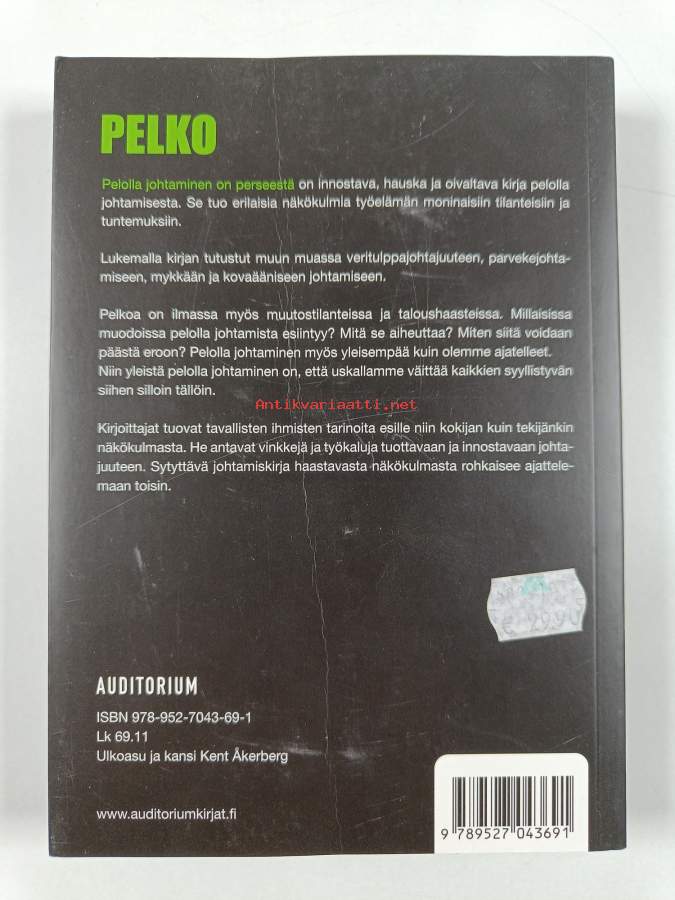 PELKO
Pelolla johtaminen on perseestä on innostava, hauska ja oivaltava kirja pelolla
johtamisesta. Se tuo erilaisia näkökulmia työelämän moninaisiin tilanteisiin ja
tuntemuksiin.
Lukemalla kirjan tutustut muun muassa veritulppajohtajuuteen, parvekejohta-
miseen, mykkään ja kovaääniseen johtamiseen.
Pelkoa on ilmassa myös muutostilanteissa ja taloushaasteissa. Millaisissa
muodoissa pelolla johtamista esiintyy? Mitä se aiheuttaa? Miten siitä voidaan
päästä eroon? Pelolla johtaminen myös yleisempää kuin olemme ajatelleet.
Niin yleistä pelolla johtaminen on, että uskallamme väittää kaikkien syyllistyvän
siihen silloin tällöin.
Antikvariaatti.net
Kirjoittajat tuovat tavallisten ihmisten tarinoita esille niin kokijan kuin tekijänkin
näkökulmasta. He antavat vinkkejä ja työkaluja tuottavaan ja innostavaan johta-
juuteen. Sytyttävä johtamiskirja haastavasta näkökulmasta rohkaisee ajattele-
maan toisin.
€ 29.90
AUDITORIUM
ISBN 978-952-7043-69-1
Lk 69.11
Ulkoasu ja kansi Kent Åkerberg
www.auditoriumkirjat.fi
9 789527 043691